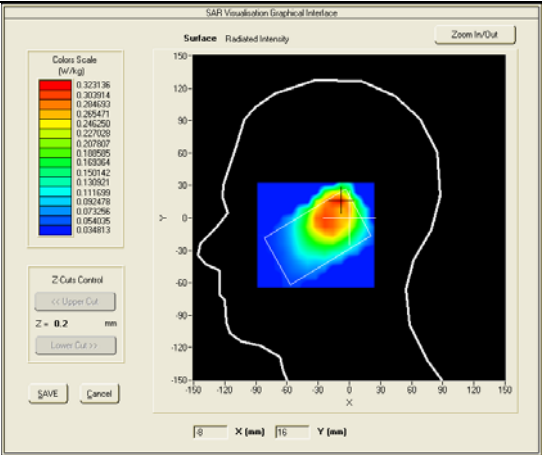 SAR Visualisation Graphical Interface
Surface Radiated Intensity
Zoom In/Out
Colors Scale
(W/kg)
0.323136
0.303914
0.284693
0.265471
0.246250
0.227028
0.207807
0.188585
0.169364
0.150142
0.130921
0.111699
0.092478
0.073256
0.054035
0.034813
Z-Cuts Control
<< Upper Cut
Z = 0.2 mm
Lower Cut >>
SAVE Cancel
150-
120-
90-
60-
30-
0-
-30-
-60-
-90-
-120-
-150-
Y
-150 -120 -90 -60 -30 0 30 60 90 120 150
X
-8 X (mm) 16 Y (mm)